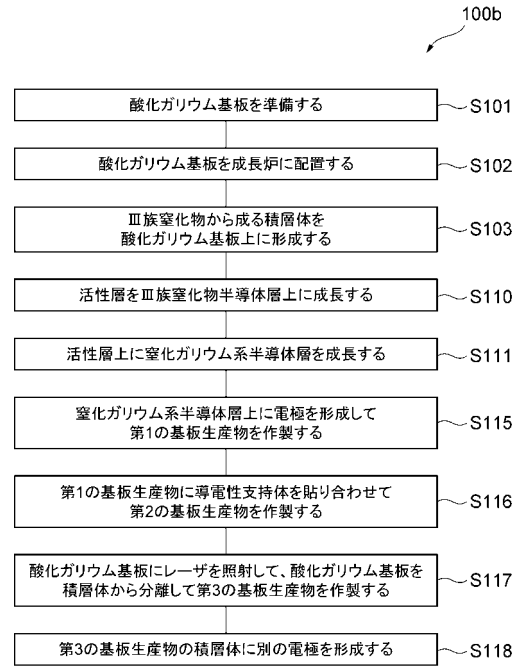 100b
酸化ガリウム基板を準備する
S101
酸化ガリウム基板を成長炉に配置する
S102
Ⅲ族窒化物から成る積層体を
酸化ガリウム基板上に形成する
S103
活性層をⅢ族窒化物半導体層上に成長する
S110
活性層上に窒化ガリウム系半導体層を成長する
S111
窒化ガリウム系半導体層上に電極を形成して
第1の基板生産物を作製する
S115
第1の基板生産物に導電性支持体を貼り合わせて
第2の基板生産物を作製する
S116
酸化ガリウム基板にレーザを照射して、酸化ガリウム基板を
積層体から分離して第3の基板生産物を作製する
S117
第3の基板生産物の積層体に別の電極を形成する
S118